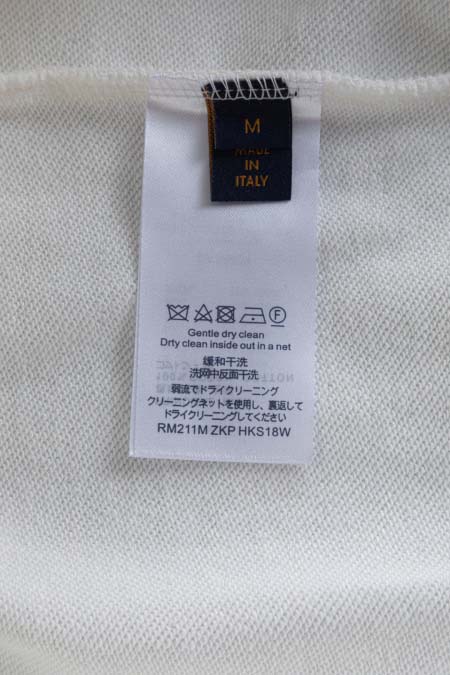 M
MADE
IN
ITALY
F
Gentle dry clean
Drty clean inside out in a net
缓和干洗
洗网中反面干洗
弱流でドライクリーニング
クリーニングネットを使用し、裏返して
ドライクリーニングしてください
RM211M ZKP HKS18W